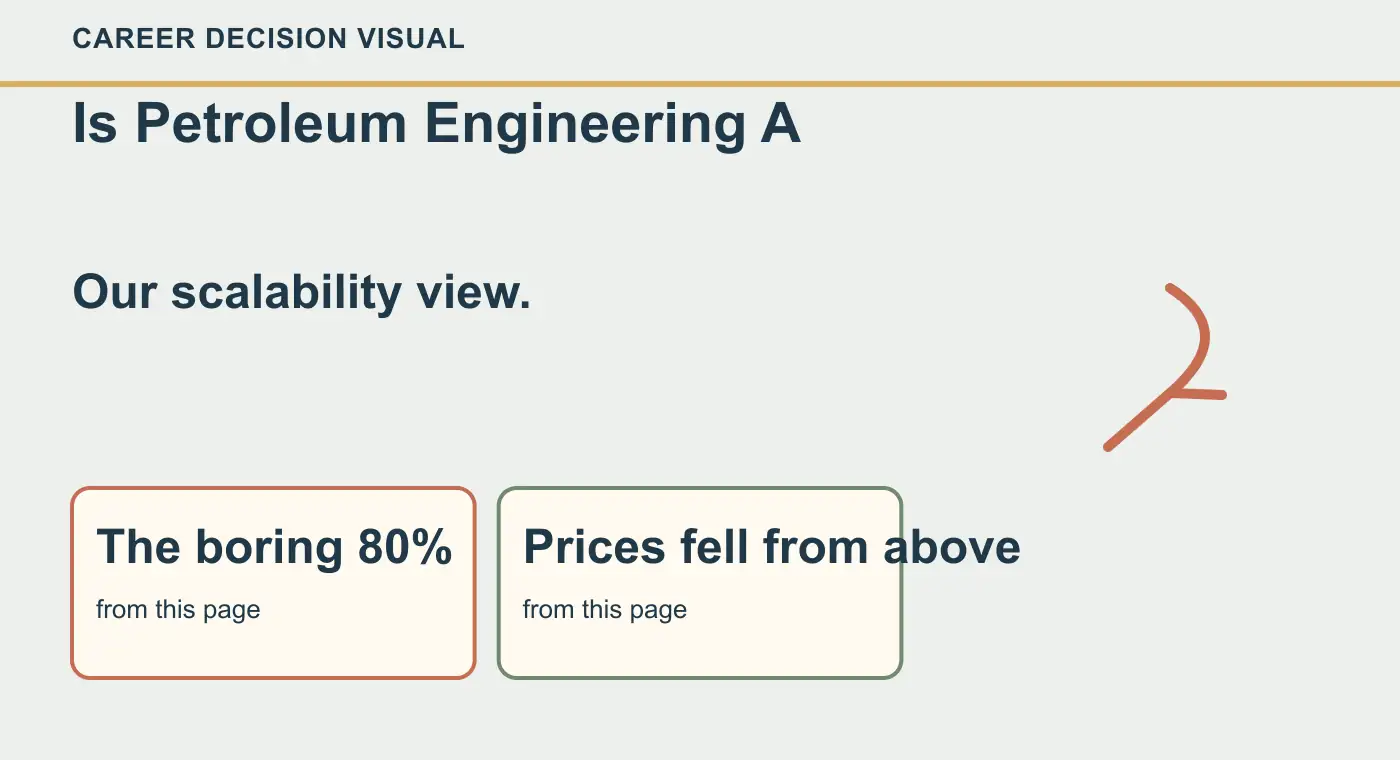 CAREER DECISION VISUAL
Is Petroleum Engineering A
Our scalability view.
The boring 80%
from this page
Prices fell from above
from this page